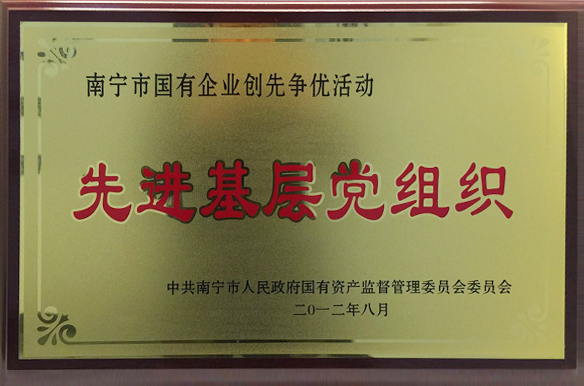 南宁市国有企业创先争优活动
先进基层党组织
中共南宁市人民政府国有资产监督管理委员会委员会
二0一二年八月